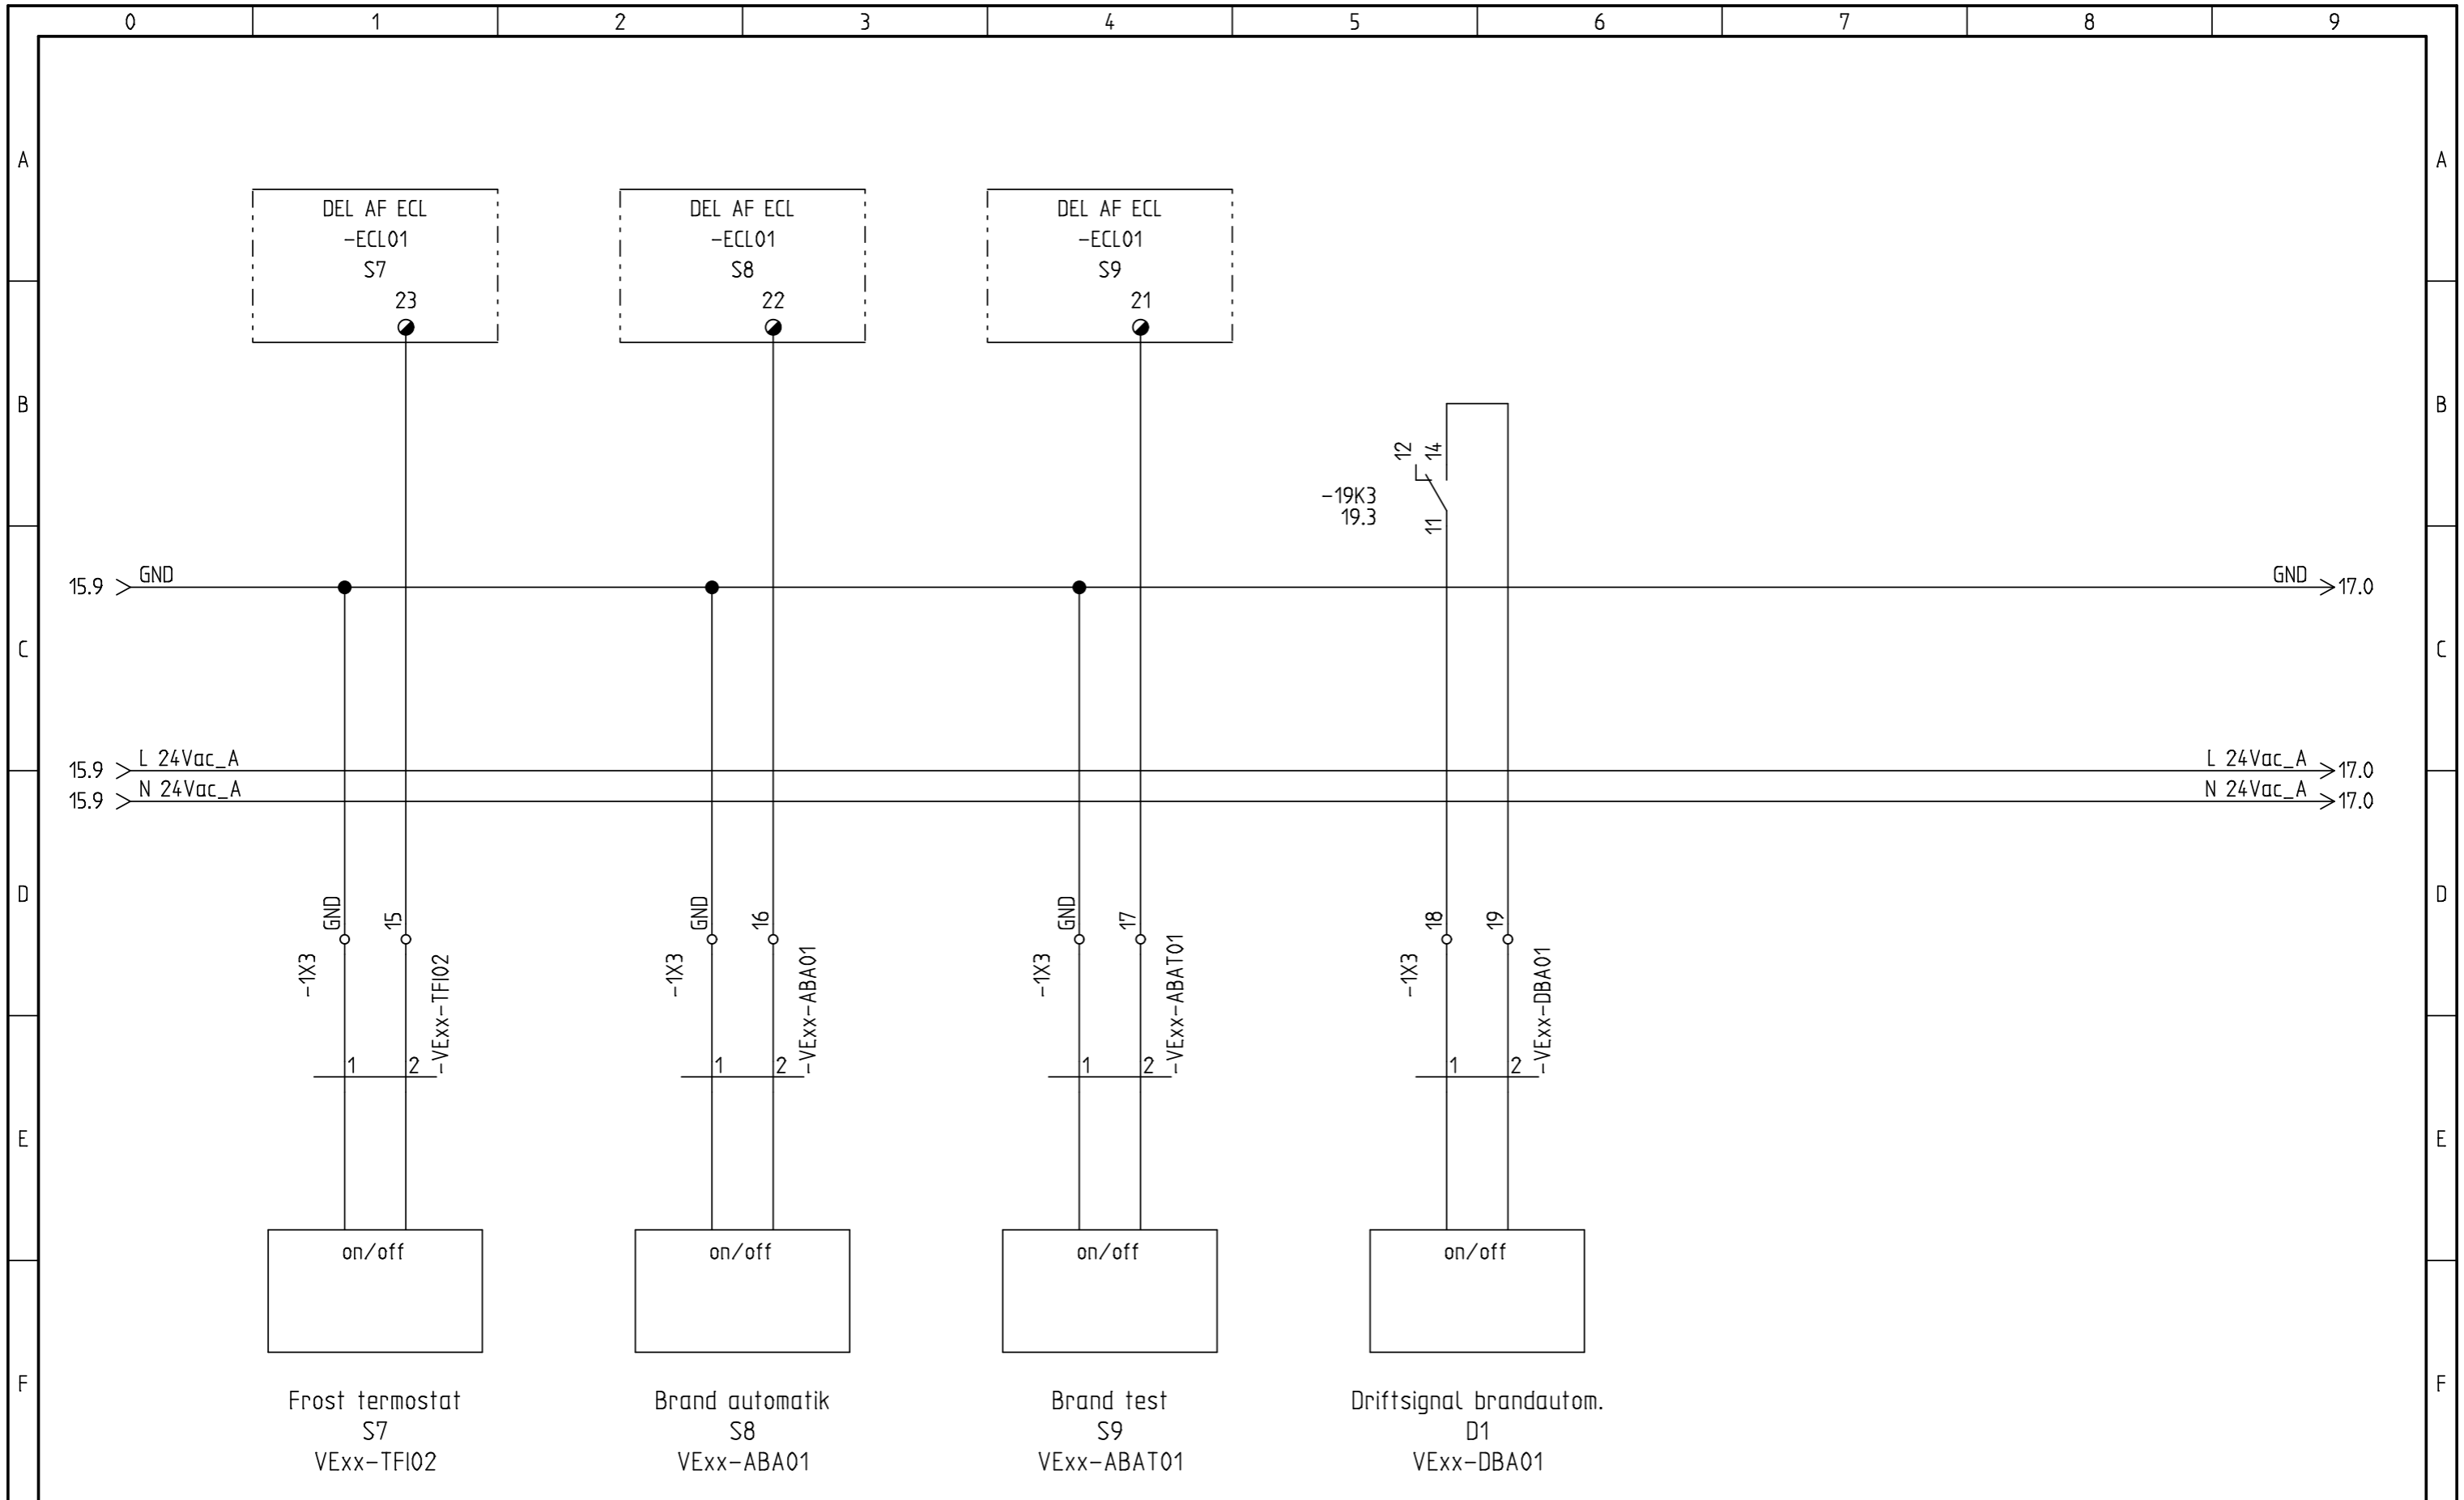 0 1 2 3 4 5 6 7 8 9
A A
DEL AF ECL
-ECL01
S7
23
DEL AF ECL
-ECL01
S8
22
DEL AF ECL
-ECL01
S9
21
B B
12 14
-19K3
19.3
11
15.9 GND GND 17.0
C C
15.9 L 24Vac_A L 24Vac_A 17.0
15.9 N 24Vac_A N 24Vac_A 17.0
D D
GND 15
-1X3
-VExx-TFI02
1 2
GND 16
-1X3
-VExx-ABA01
1 2
GND 17
-1X3
-VExx-ABAT01
1 2
18 19
-1X3
-VExx-DBA01
1 2
E E
on/off
on/off
on/off
on/off
F F
Frost termostat
S7
VExx-TFI02
Brand automatik
S8
VExx-ABA01
Brand test
S9
VExx-ABAT01
Driftsignal brandautom.
D1
VExx-DBA01